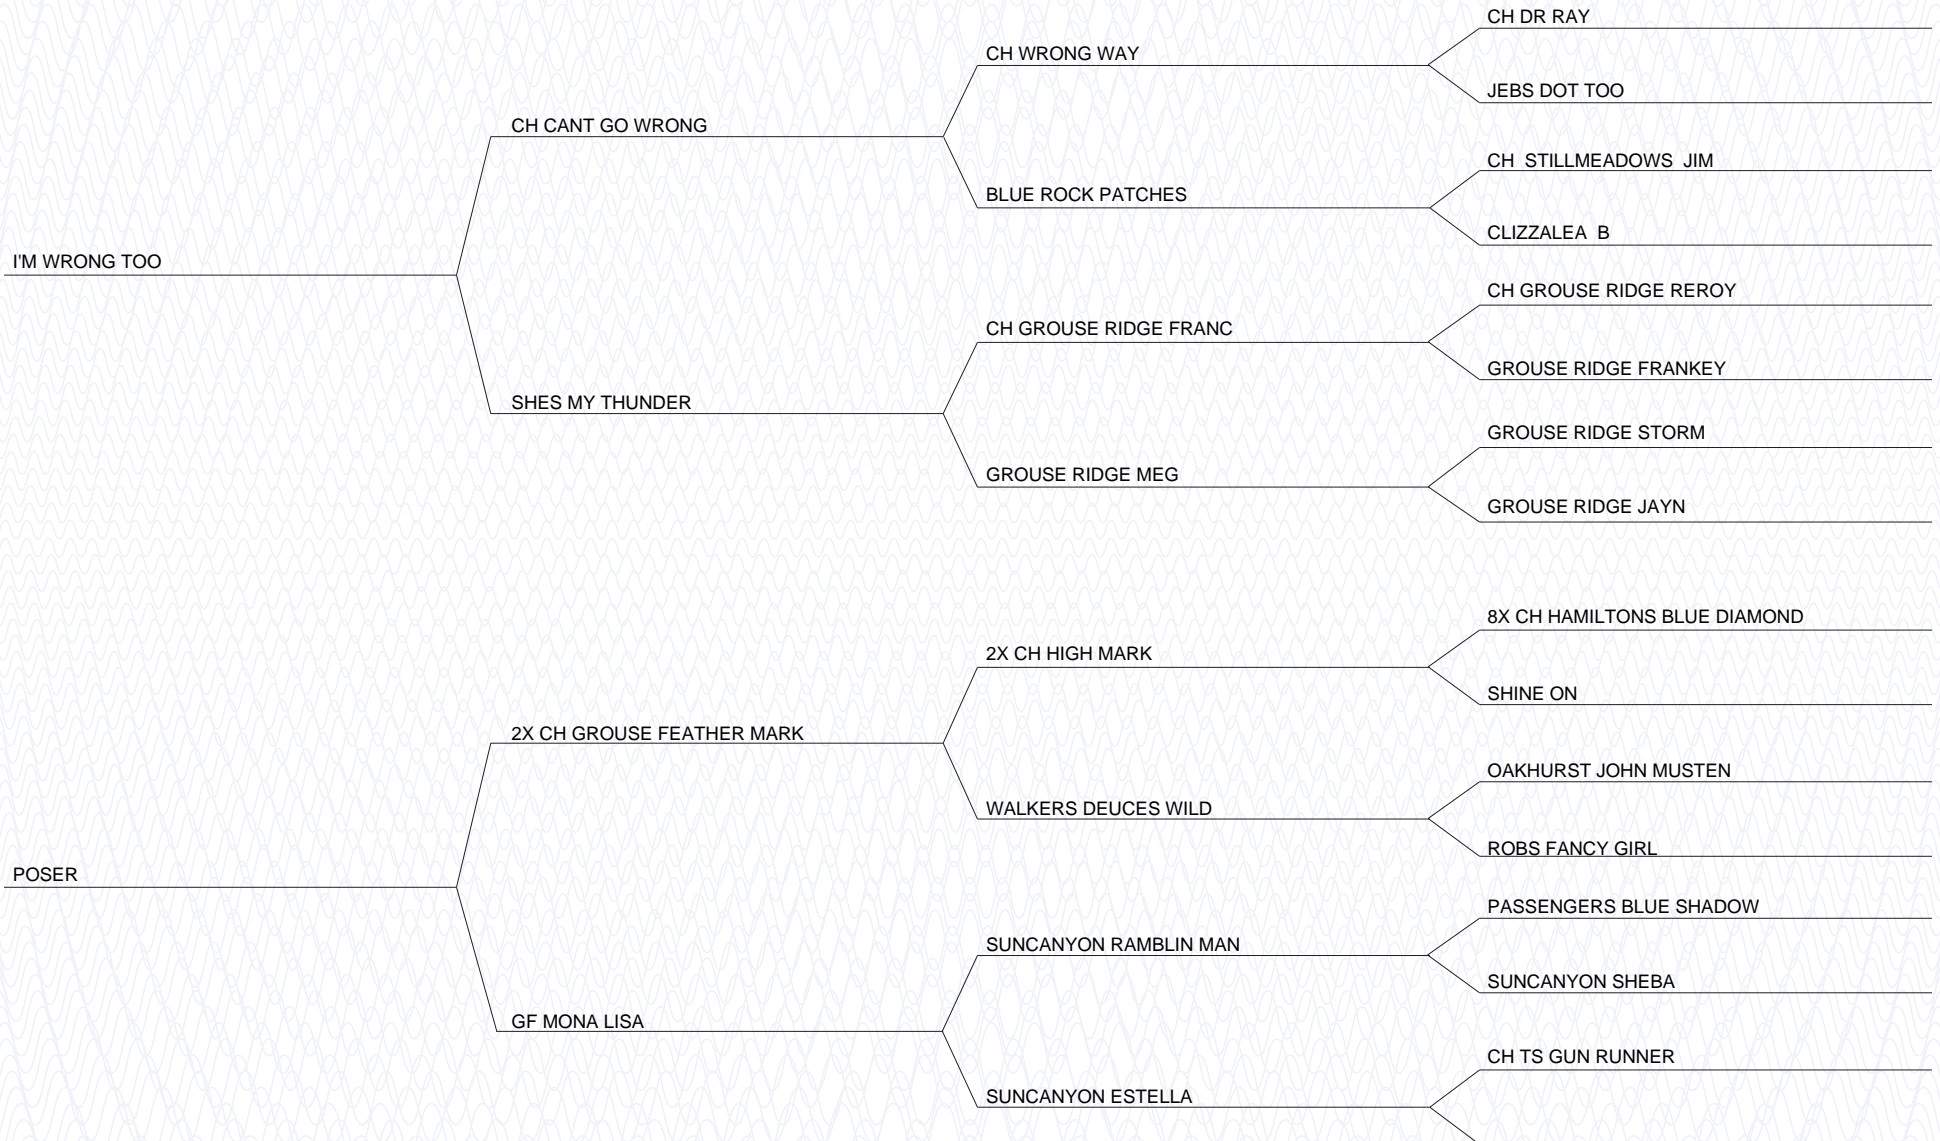 CH DR RAY
CH WRONG WAY
JEBS DOT TOO
CH CANT GO WRONG
CH  STILLMEADOWS  JIM
BLUE ROCK PATCHES
CLIZZALEA  B
I'M WRONG TOO
CH GROUSE RIDGE REROY
CH GROUSE RIDGE FRANC
GROUSE RIDGE FRANKEY
SHES MY THUNDER
GROUSE RIDGE STORM
GROUSE RIDGE MEG
GROUSE RIDGE JAYN
8X CH HAMILTONS BLUE DIAMOND
2X CH HIGH MARK
SHINE ON
2X CH GROUSE FEATHER MARK
OAKHURST JOHN MUSTEN
WALKERS DEUCES WILD
ROBS FANCY GIRL
POSER
PASSENGERS BLUE SHADOW
SUNCANYON RAMBLIN MAN
SUNCANYON SHEBA
GF MONA LISA
CH TS GUN RUNNER
SUNCANYON ESTELLA